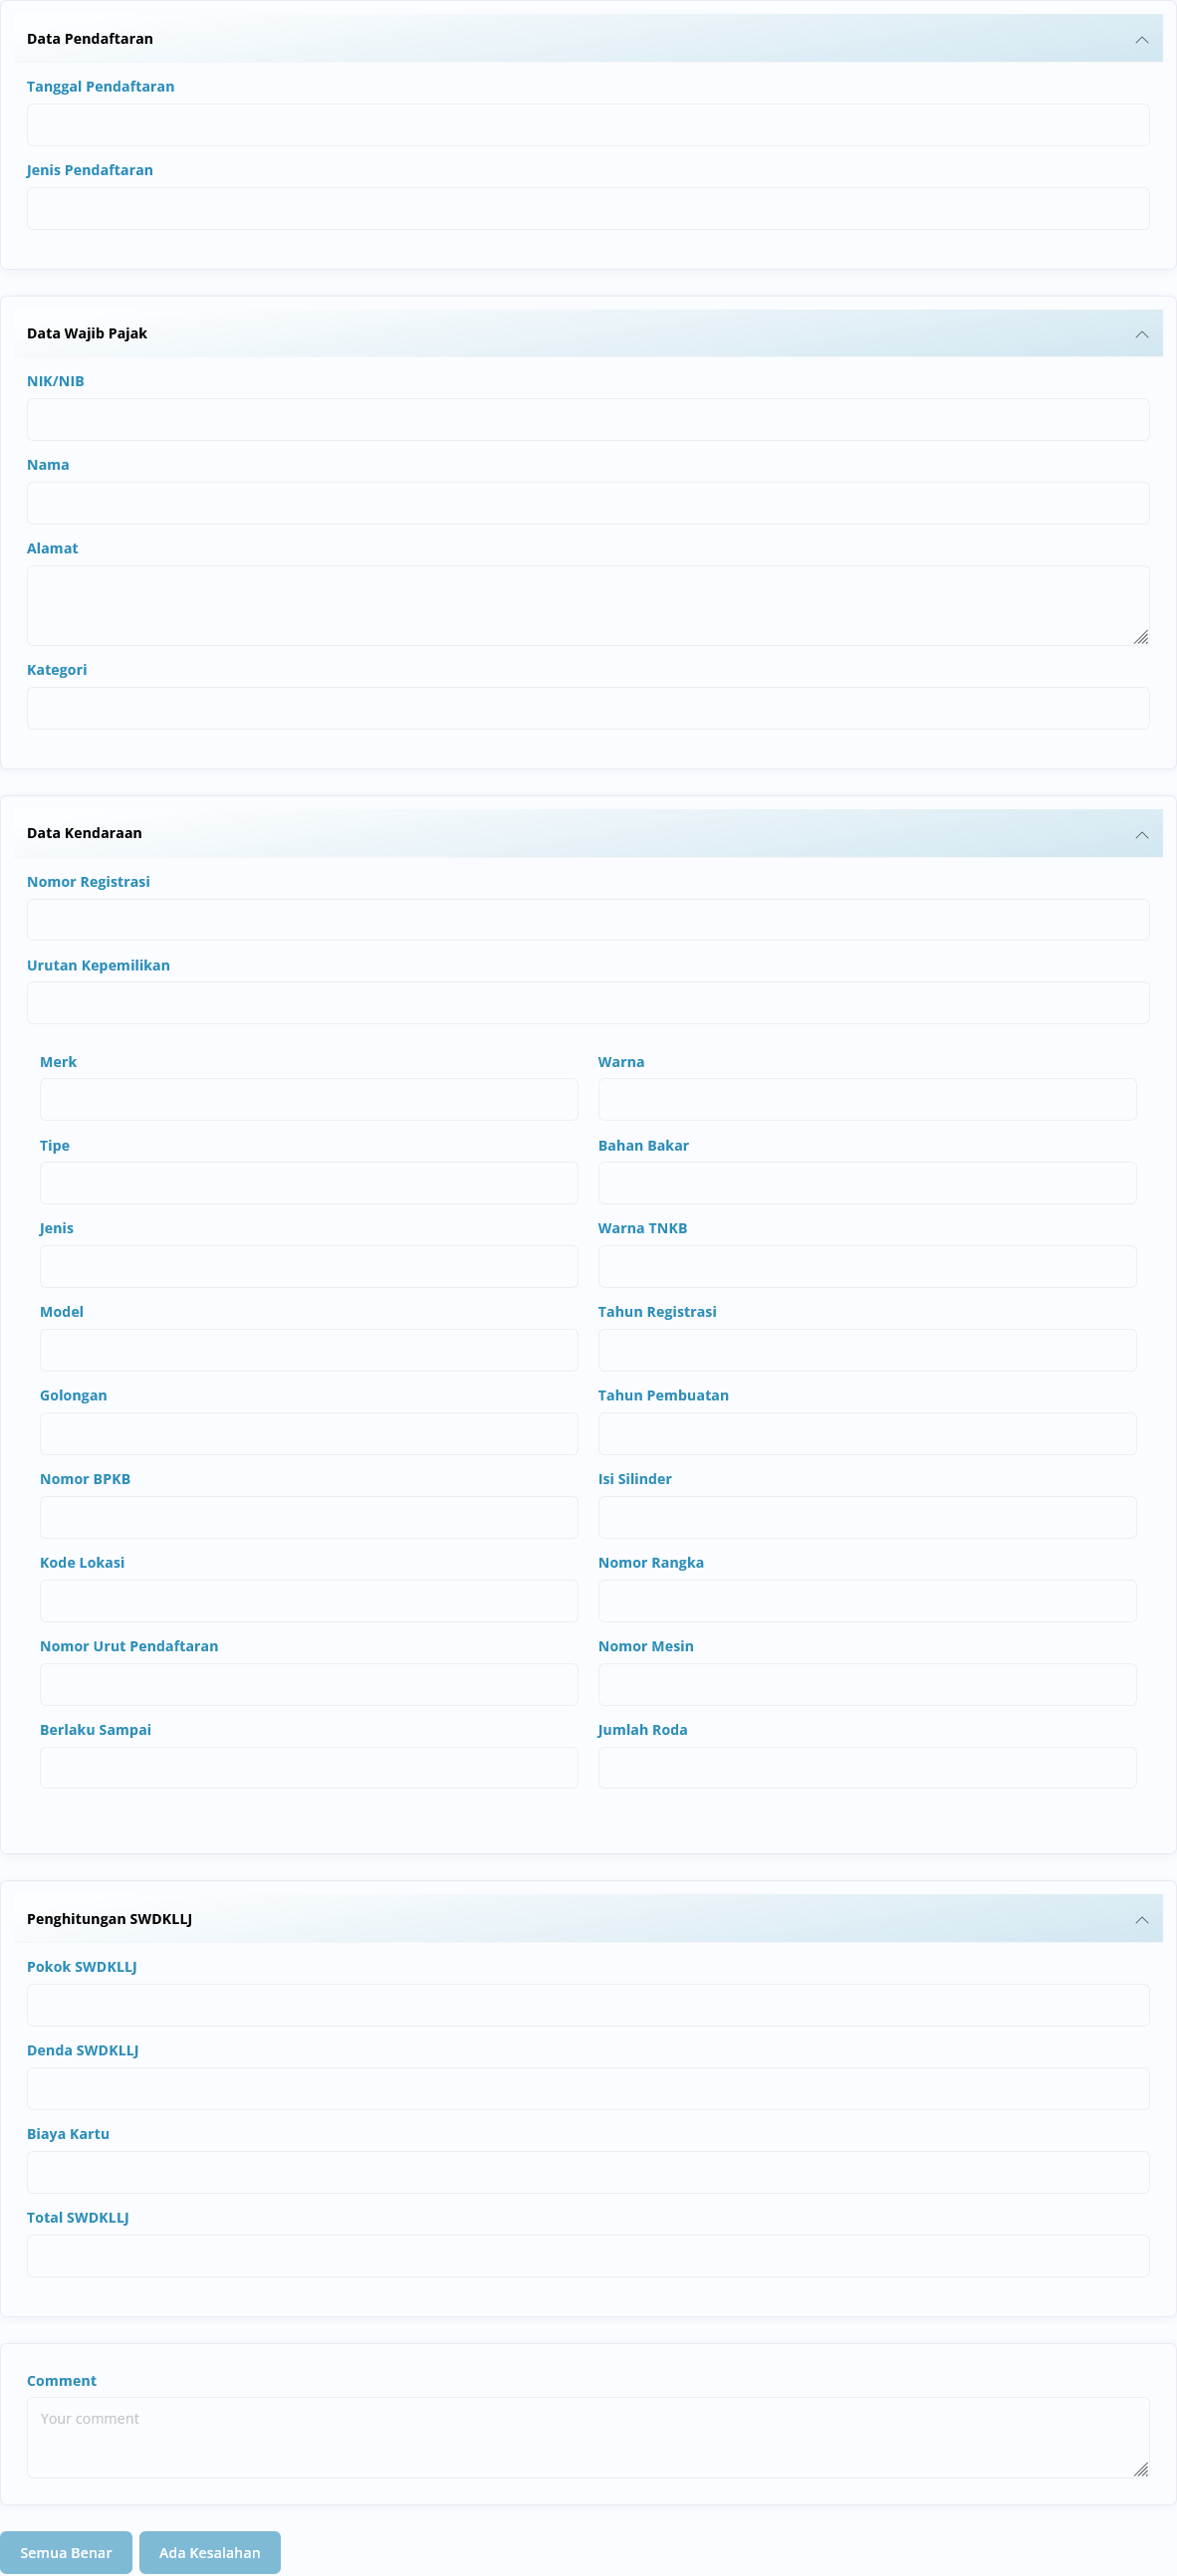 Data Pendaftaran
Tanggal Pendaftaran
Jenis Pendaftaran
Data Wajib Pajak
NIK/NIB
Nama
Alamat
Kategori
Data Kendaraan
Nomor Registrasi
Urutan Kepemilikan
Merk
Warna
Tipe
Bahan Bakar
Jenis
Warna TNKB
Model
Tahun Registrasi
Golongan
Tahun Pembuatan
Nomor BPKB
Isi Silinder
Kode Lokasi
Nomor Rangka
Nomor Urut Pendaftaran
Nomor Mesin
Berlaku Sampai
Jumlah Roda
Penghitungan SWDKLLJ
Pokok SWDKLLJ
Denda SWDKLLJ
Biaya Kartu
Total SWDKLLJ
Comment
Your comment
Semua Benar
Ada Kesalahan